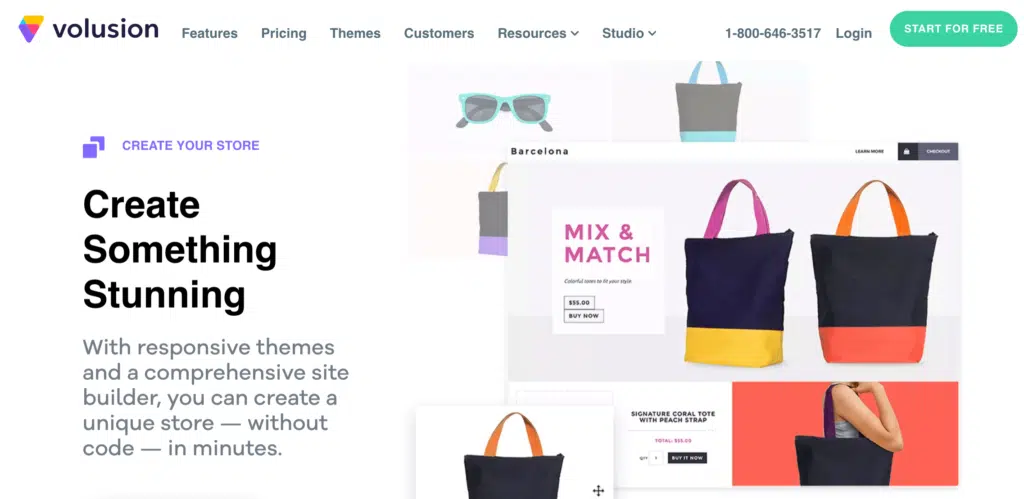 volusion
Features
Pricing
Themes
Customers
Resources
Studio
1-800-646-3517
Login
START FOR FREE
CREATE YOUR STORE
Create
Something
Stunning
With responsive themes
and a comprehensive site
builder, you can create a
unique store — without
code — in minutes.
Barcelona
LEARN MORE
CHECKOUT
MIX &
MATCH
Colorful totes to fit your style.
$55.00
BUY NOW
SIGNATURE CORAL TOTE
WITH PEACH STRAP
TOTAL: $55.00
QTY
1
BUY IT NOW